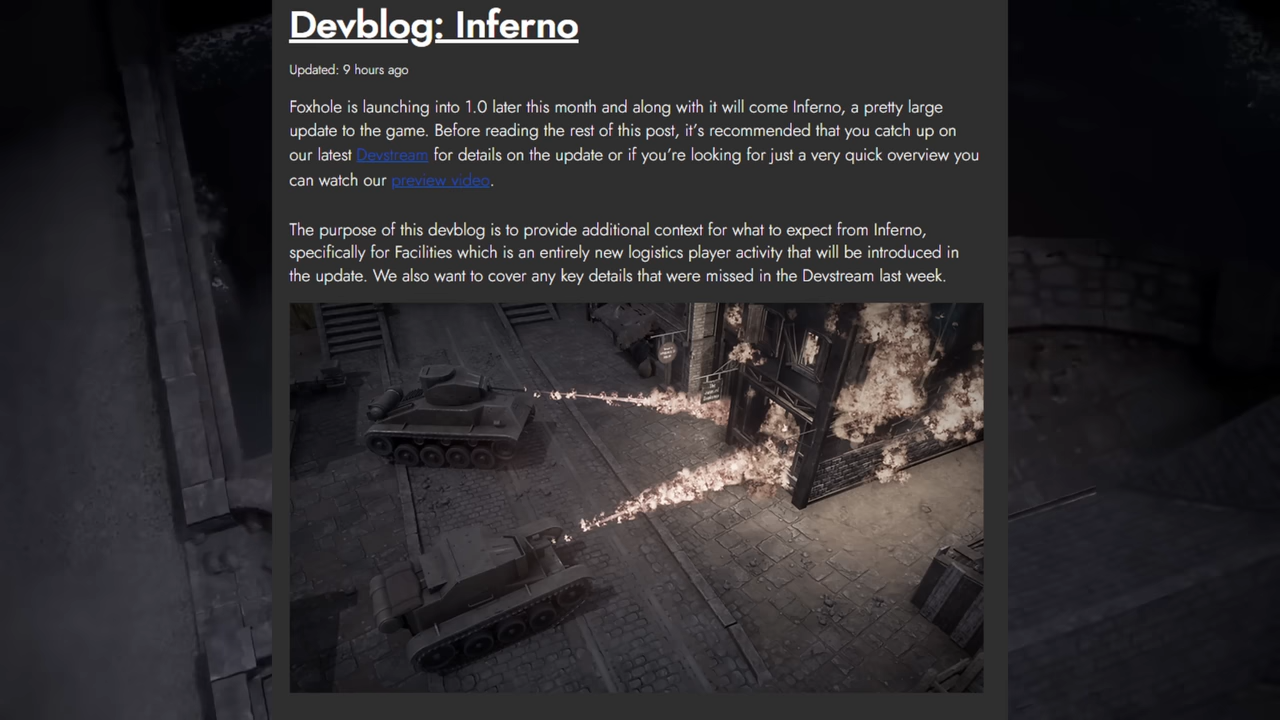 Devblog: Inferno
Updated: 9 hours ago
Foxhole is launching into 1.0 later this month and along with it will come Inferno, a pretty large
update to the game. Before reading the rest of this post, it’s recommended that you catch up on
our latest Devstream for details on the update or if you’re looking for just a very quick overview you
can watch our preview video.
The purpose of this devblog is to provide additional context for what to expect from Inferno,
specifically for Facilities which is an entirely new logistics player activity that will be introduced in
the update. We also want to cover any key details that were missed in the Devstream last week.